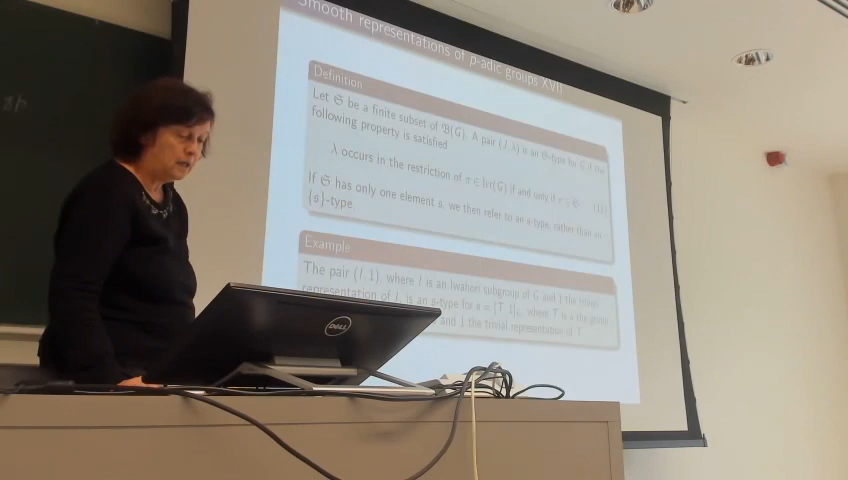 Smooth representations of p-adic groups XVII
Definition
Let 𝔖 be a finite subset of 𝔅(G). A pair (J, λ) is an 𝔖-type for G if the
following property is satisfied
λ occurs in the restriction of π ∈ Irr(G) if and only if π ∈ 𝔖. (11)
If 𝔖 has only one element 𝔰, we then refer to an 𝔰-type, rather than an
{𝔰}-type.
Example
The pair (I, 1), where I is an Iwahori subgroup of G and 1 the trivial
representation of I, is an 𝔰-type for 𝔰 = [T, 1]G, where T is a
and 1 the trivial representation of T.
DELL